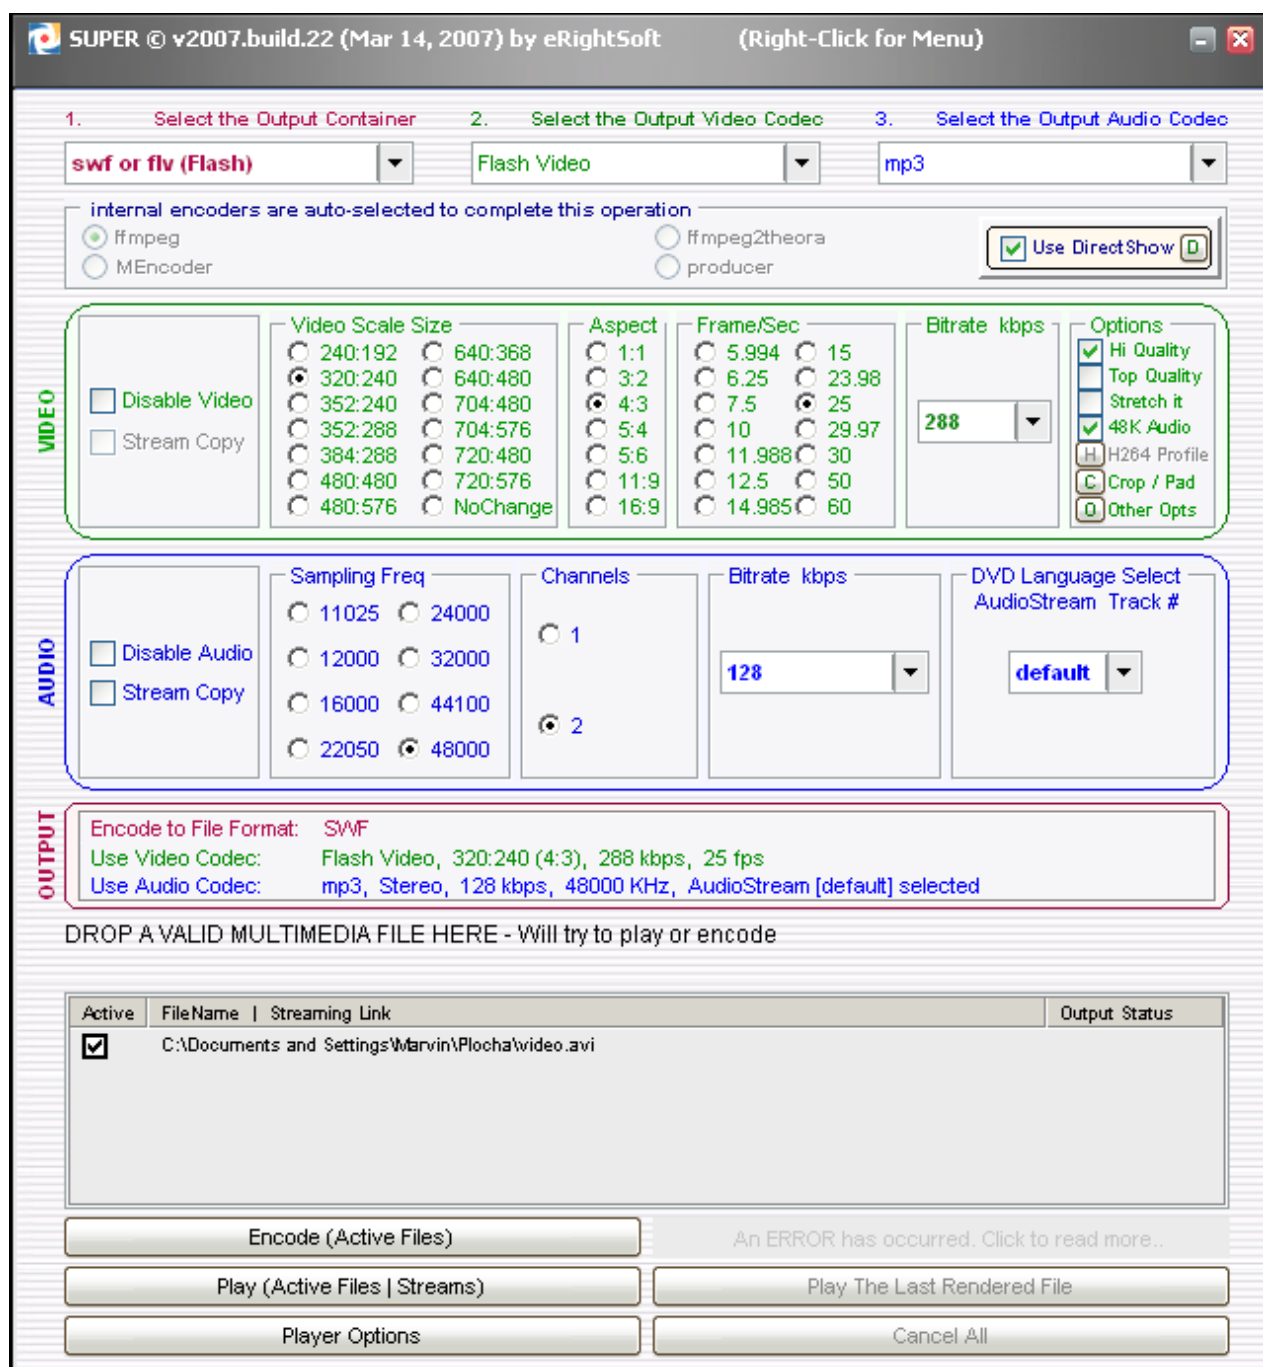 SUPER © v2007.build.22 (Mar 14, 2007) by eRightSoft (Right-Click for Menu)
1. Select the Output Container 2. Select the Output Video Codec 3. Select the Output Audio Codec
swf or flv (Flash) Flash Video mp3
internal encoders are auto-selected to complete this operation
ffmpeg ffmpeg2theora
MEncoder producer
Use DirectShow D
VIDEO
Disable Video
Stream Copy
Video Scale Size
240:192 640:368
320:240 640:480
352:240 704:480
352:288 704:576
384:288 720:480
480:480 720:576
480:576 NoChange
Aspect
1:1
3:2
4:3
5:4
5:6
11:9
16:9
Frame/Sec
5.994 15
6.25 23.98
7.5 25
10 29.97
11.988 30
12.5 50
14.985 60
Bitrate kbps
288
Options
Hi Quality
Top Quality
Stretch it
48K Audio
H H264 Profile
C Crop / Pad
O Other Opts
AUDIO
Disable Audio
Stream Copy
Sampling Freq
11025 24000
12000 32000
16000 44100
22050 48000
Channels
1
2
Bitrate kbps
128
DVD Language Select
AudioStream Track #
default
OUTPUT
Encode to File Format: SWF
Use Video Codec: Flash Video, 320:240 (4:3), 288 kbps, 25 fps
Use Audio Codec: mp3, Stereo, 128 kbps, 48000 KHz, AudioStream [default] selected
DROP A VALID MULTIMEDIA FILE HERE - Will try to play or encode
Active FileName | Streaming Link Output Status
C:\Documents and Settings\Marvin\Plocha\video.avi
Encode (Active Files) An ERROR has occurred. Click to read more..
Play (Active Files | Streams) Play The Last Rendered File
Player Options Cancel All